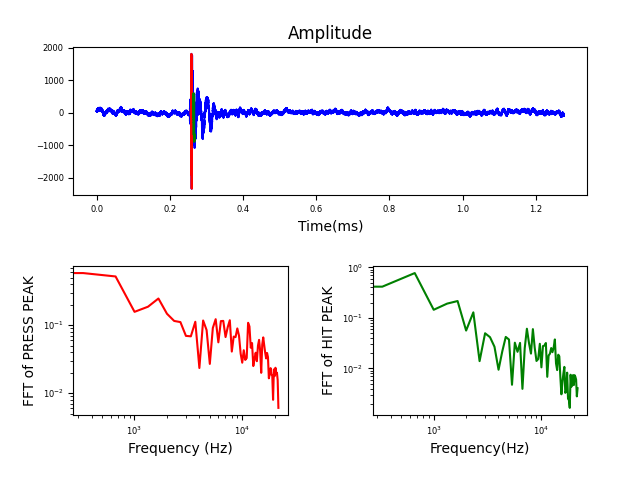 Amplitude
2000
1000
0
−1000
−2000
0.0 0.2 0.4 0.6 0.8 1.0 1.2
Time(ms)
FFT of PRESS PEAK
10⁻¹
10⁻²
10³ 10⁴
Frequency (Hz)
FFT of HIT PEAK
10⁰
10⁻¹
10⁻²
10³ 10⁴
Frequency(Hz)